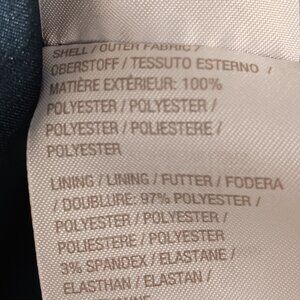 SHELL / OUTER FABRIC /
OBERSTOFF / TESSUTO ESTERNO /
MATIÈRE EXTÉRIEUR: 100%
POLYESTER / POLYESTER /
POLYESTER / POLIESTERE /
POLYESTER
LINING / LINING / FUTTER / FODERA
/ DOUBLURE: 97% POLYESTER /
POLYESTER / POLYESTER /
POLIESTERE / POLYESTER
3% SPANDEX / ELASTANE /
ELASTHAN / ELASTAN /